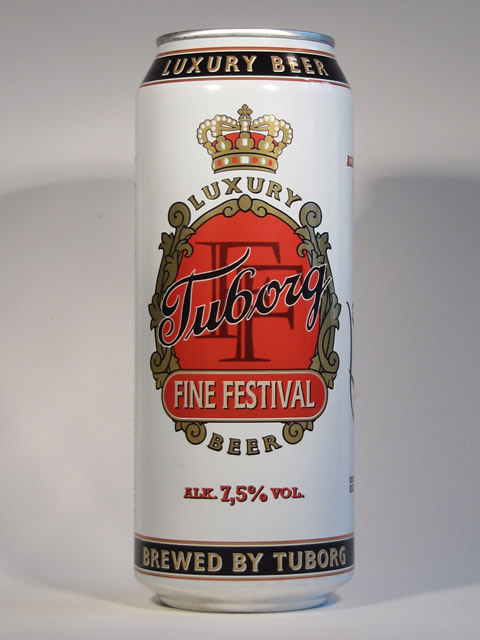 LUXURY BEER
LUXURY
FF
Tuborg
FINE FESTIVAL
BEER
ALK. 7,5% VOL.
BREWED BY TUBORG